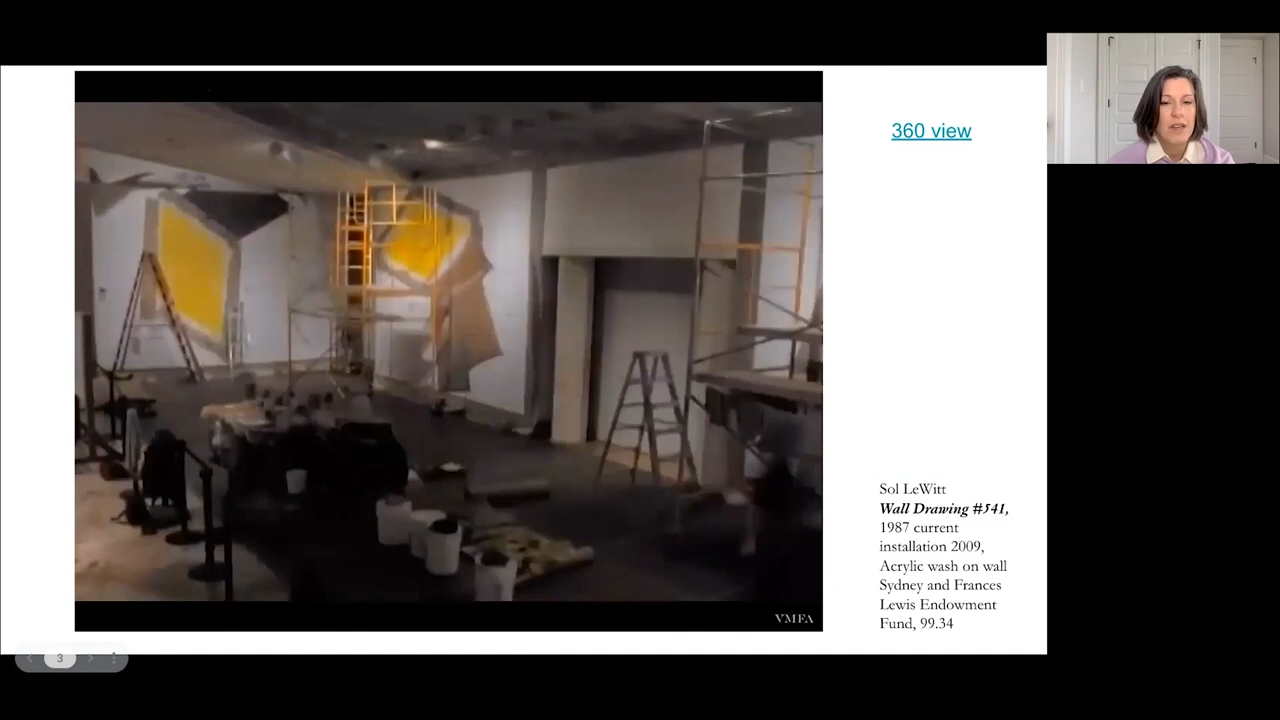 360 view
Sol LeWitt
Wall Drawing #541,
1987 current
installation 2009,
Acrylic wash on wall
Sydney and Frances
Lewis Endowment
Fund, 99.34
VMFA
3